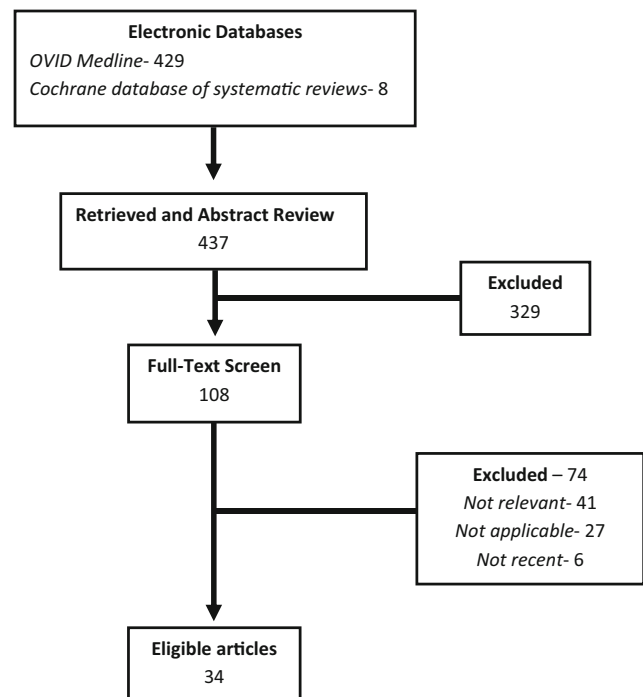 Electronic Databases
OVID Medline- 429
Cochrane database of systematic reviews- 8
Retrieved and Abstract Review
437
Excluded
329
Full-Text Screen
108
Excluded – 74
Not relevant- 41
Not applicable- 27
Not recent- 6
Eligible articles
34